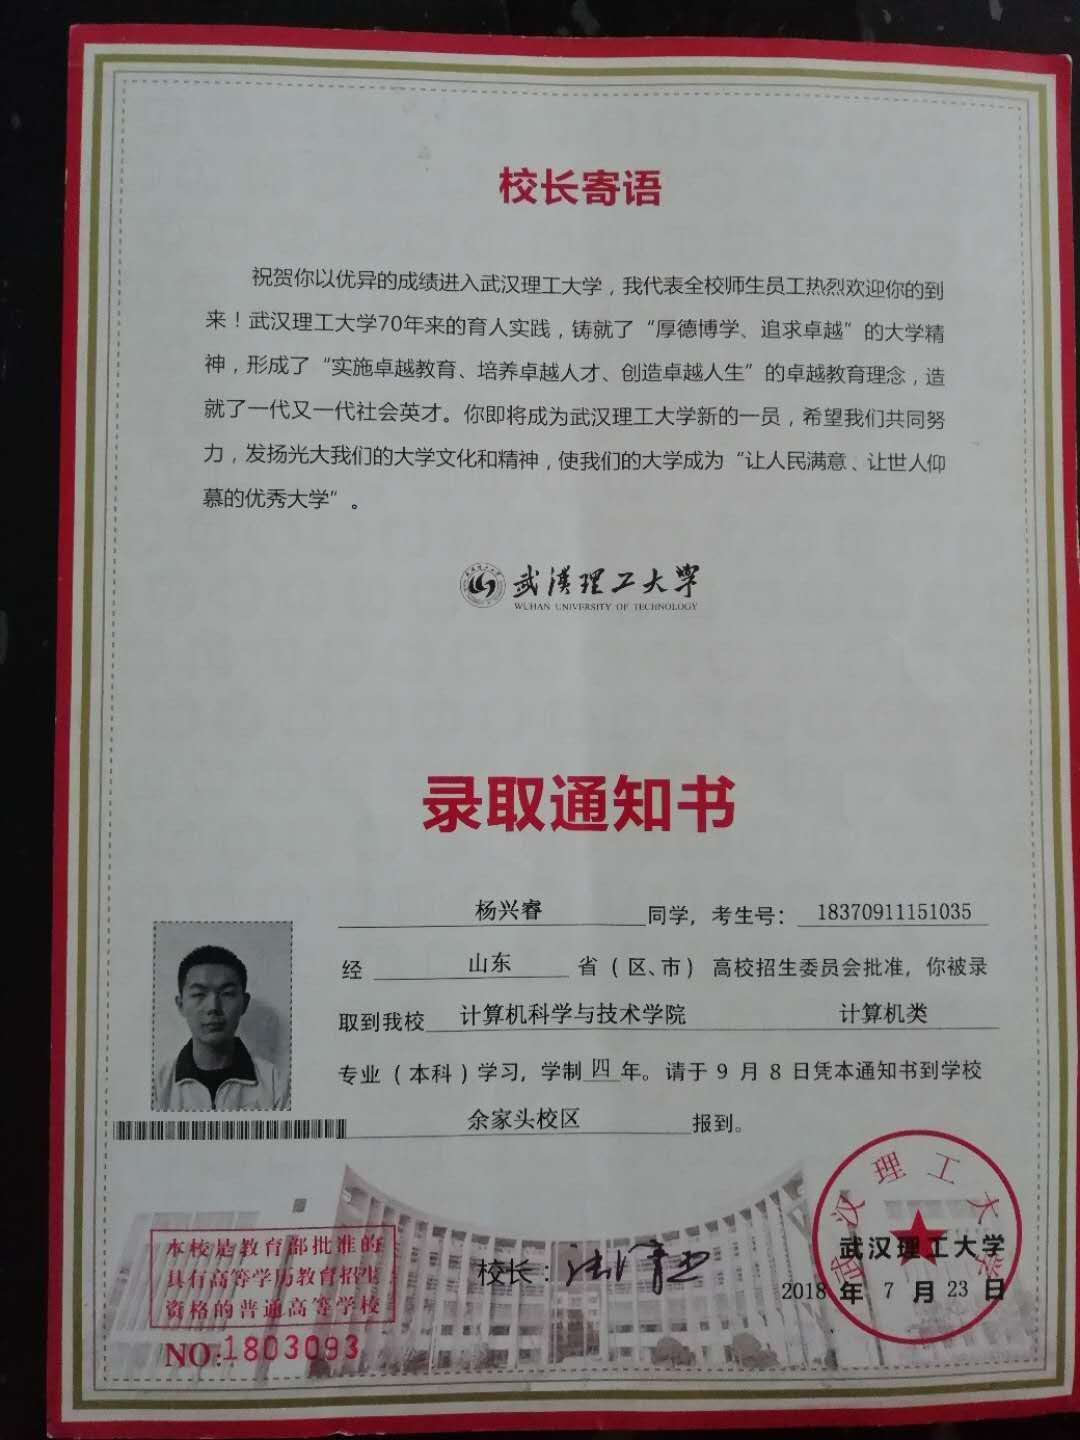 校长寄语
祝贺你以优异的成绩进入武汉理工大学，我代表全校师生员工热烈欢迎你的到
来！武汉理工大学70年来的育人实践，铸就了“厚德博学、追求卓越”的大学精
神，形成了“实施卓越教育、培养卓越人才、创造卓越人生”的卓越教育理念，造
就了一代又一代社会英才。你即将成为武汉理工大学新的一员，希望我们共同努
力，发扬光大我们的大学文化和精神，使我们的大学成为“让人民满意、让世人仰
慕的优秀大学”。
武汉理工大学
WUHAN UNIVERSITY OF TECHNOLOGY
录取通知书
杨兴睿 同学，考生号： 18370911151035
经 山东 省（区、市）高校招生委员会批准，你被录
取到我校 计算机科学与技术学院 计算机类
专业（本科）学习，学制四年。请于9月8日凭本通知书到学校
余家头校区 报到。
武汉理工大学
本校是教育部批准的
具有高等学历教育招生
资格的普通高等学校
NO:1803093
校长：
武汉理工大学
2018年7月23日